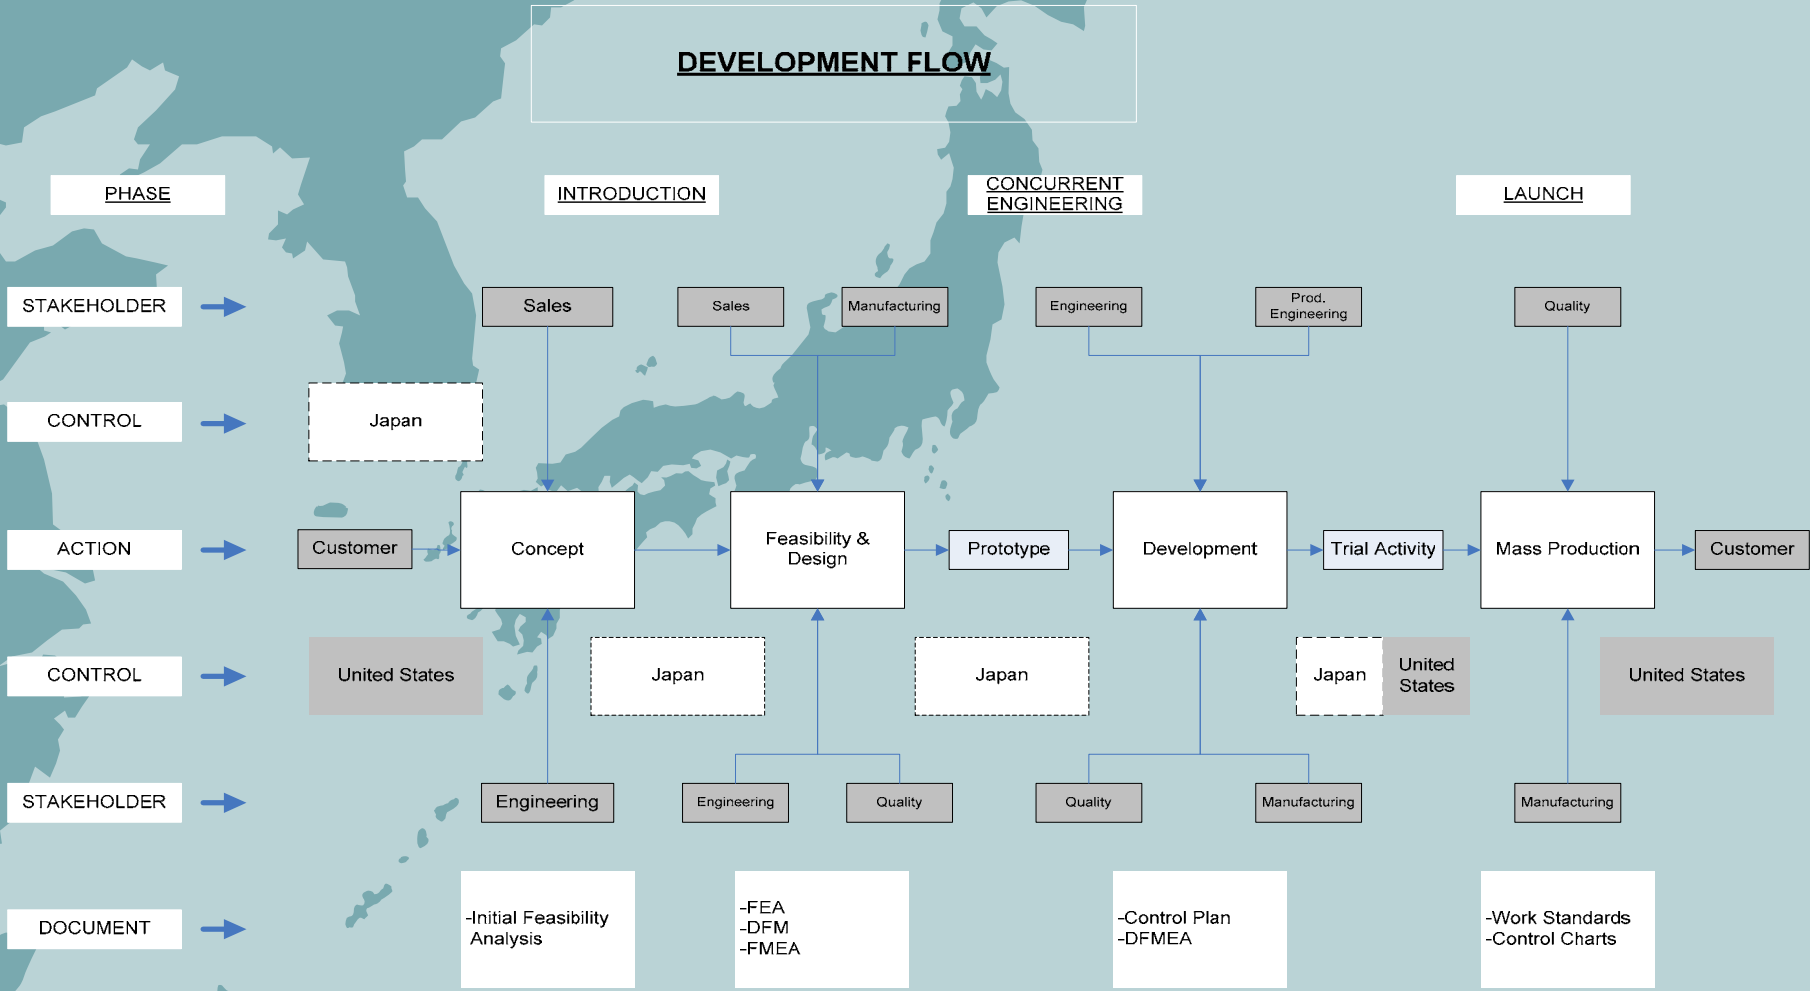 DEVELOPMENT FLOW
PHASE
INTRODUCTION
CONCURRENT
ENGINEERING
LAUNCH
STAKEHOLDER
Sales
Sales
Manufacturing
Engineering
Prod.
Engineering
Quality
CONTROL
Japan
ACTION
Customer
Concept
Feasibility &
Design
Prototype
Development
Trial Activity
Mass Production
Customer
CONTROL
United States
Japan
Japan
Japan
United
States
United States
STAKEHOLDER
Engineering
Engineering
Quality
Quality
Manufacturing
Manufacturing
DOCUMENT
-Initial Feasibility
Analysis
-FEA
-DFM
-FMEA
-Control Plan
-DFMEA
-Work Standards
-Control Charts